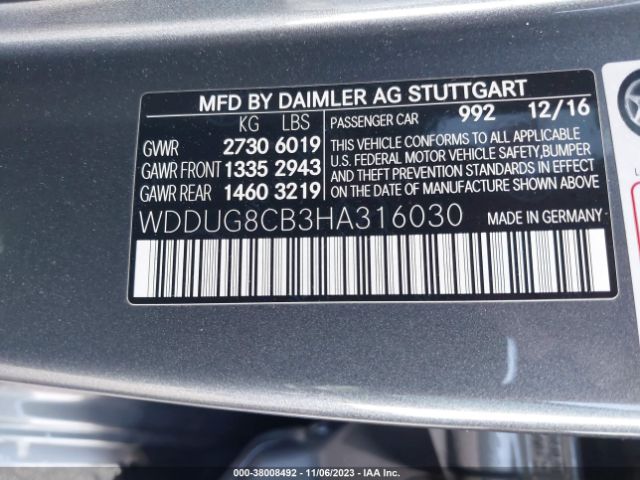 MFD BY DAIMLER AG STUTTGART
KG LBS
GVWR 2730 6019
GAWR FRONT 1335 2943
GAWR REAR 1460 3219
PASSENGER CAR 992 12/16
THIS VEHICLE CONFORMS TO ALL APPLICABLE
U.S. FEDERAL MOTOR VEHICLE SAFETY,BUMPER
AND THEFT PREVENTION STANDARDS IN EFFECT
ON THE DATE OF MANUFACTURE SHOWN ABOVE
WDDUG8CB3HA316030 MADE IN GERMANY
000-38008492 - 11/06/2023 - IAA Inc.